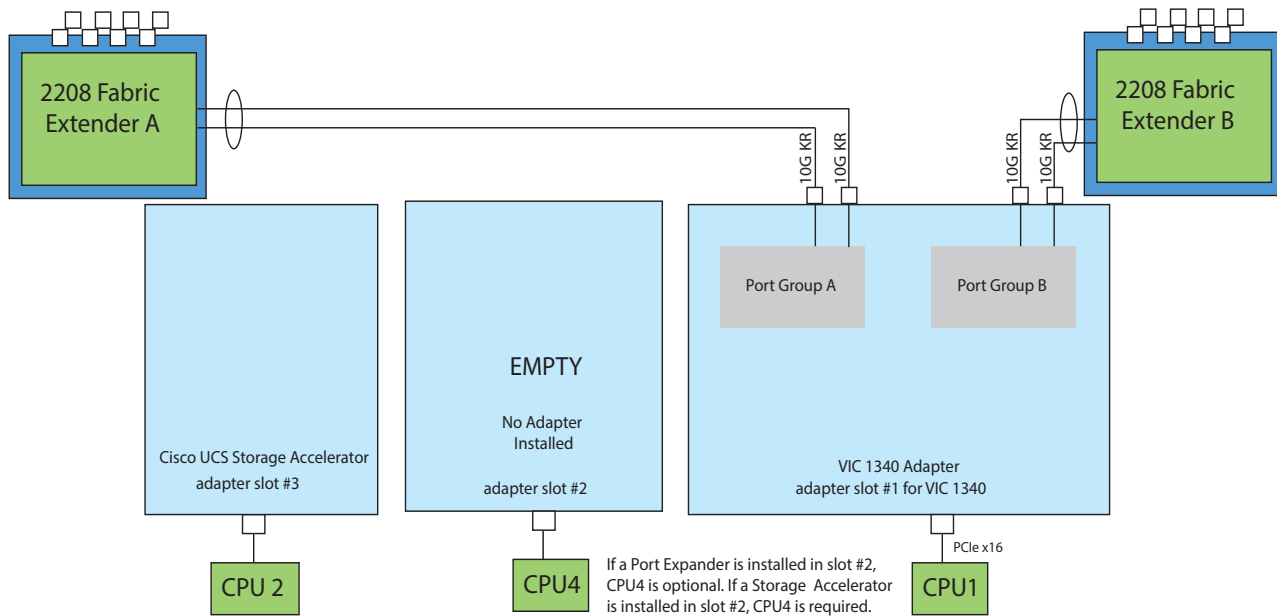 2208 Fabric
Extender A
2208 Fabric
Extender B
10G KR
10G KR
10G KR
10G KR
Port Group A
Port Group B
EMPTY
No Adapter
Installed
Cisco UCS Storage Accelerator
adapter slot #3
adapter slot #2
VIC 1340 Adapter
adapter slot #1 for VIC 1340
PCIe x16
CPU 2
CPU4
If a Port Expander is installed in slot #2,
CPU4 is optional. If a Storage Accelerator
is installed in slot #2, CPU4 is required.
CPU1